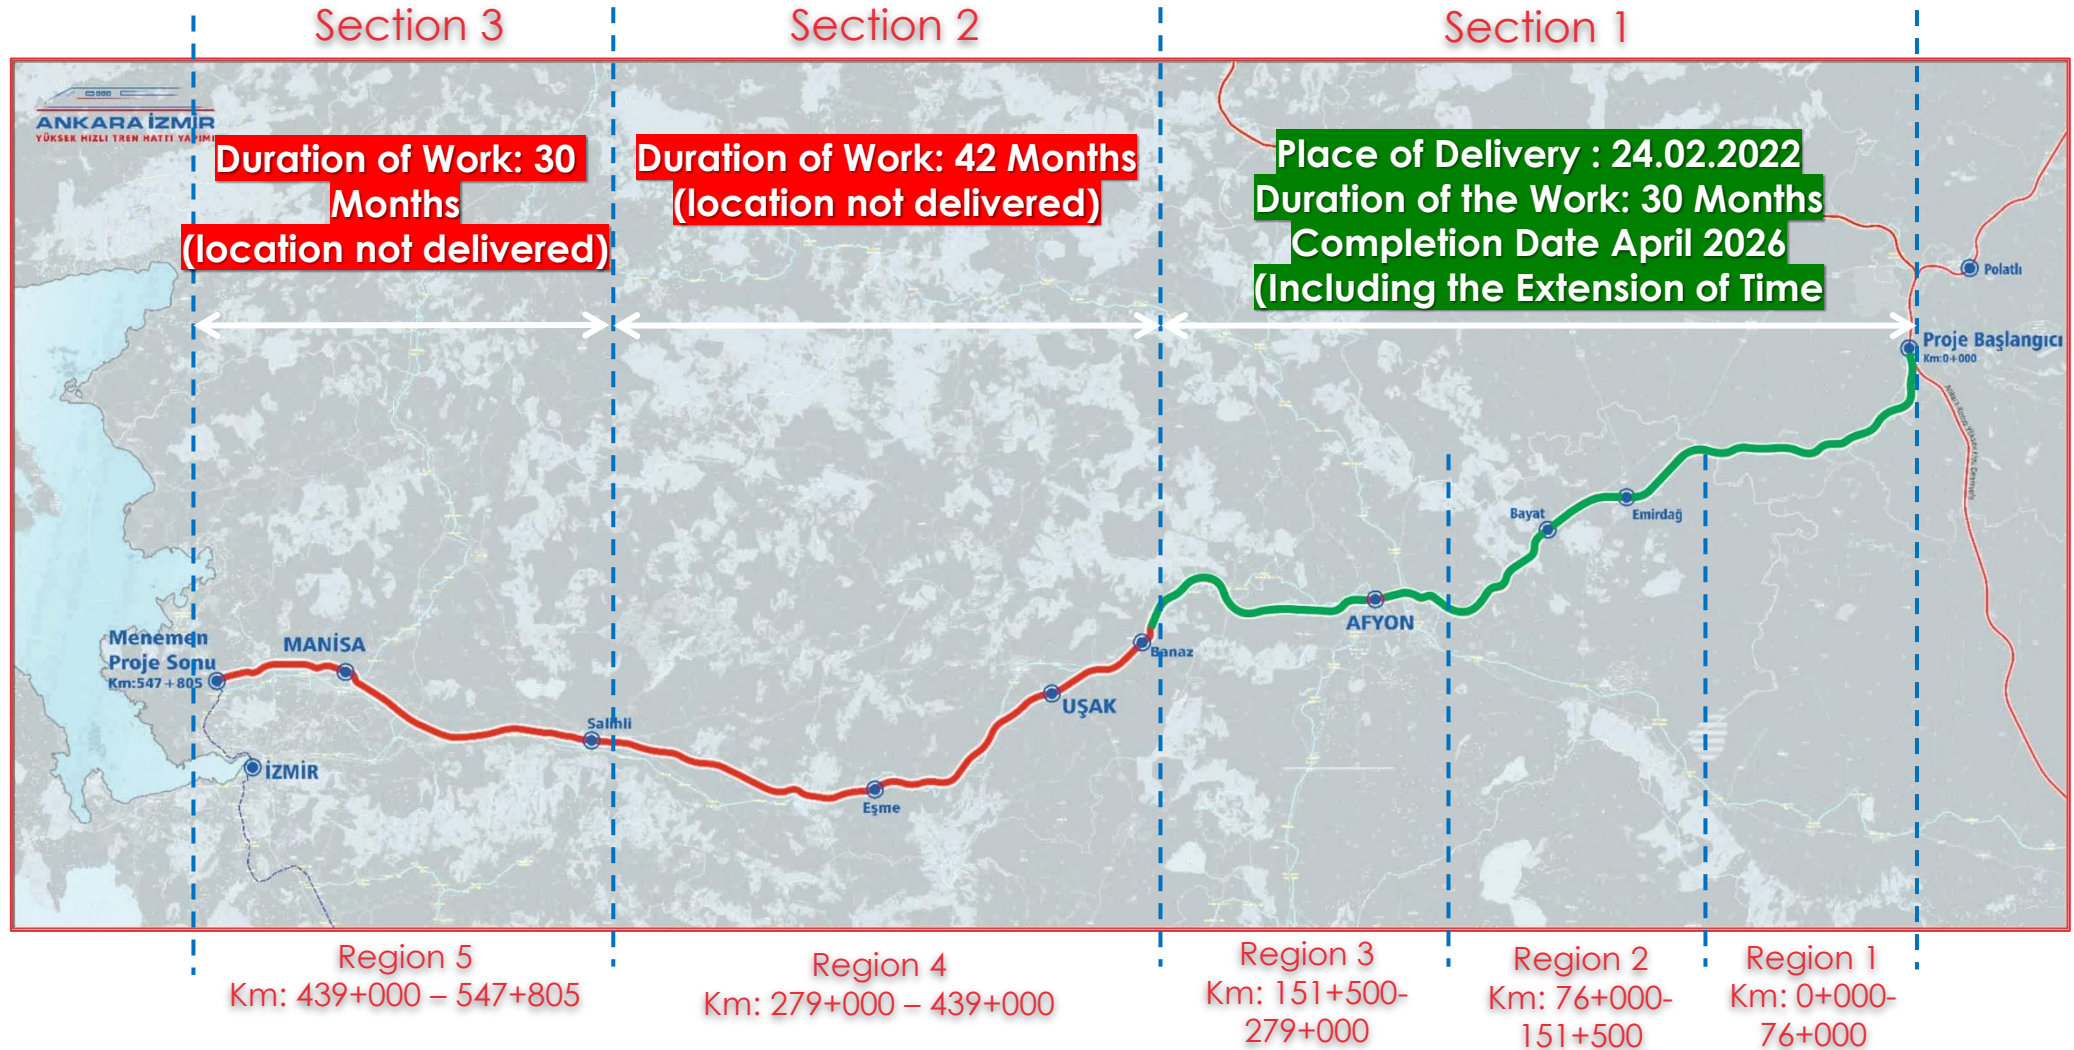 Section 3
Section 2
Section 1
ANKARA İZMİR
YÜKSEK HIZLI TREN HATTI YAPIMI
Duration of Work: 30
Months
(location not delivered)
Duration of Work: 42 Months
(location not delivered)
Place of Delivery : 24.02.2022
Duration of the Work: 30 Months
Completion Date April 2026
(Including the Extension of Time
Polatlı
Proje Başlangıcı
Km:0+000
Bayat
Emirdağ
AFYON
Banaz
UŞAK
Eşme
Salihli
MANİSA
Menemen
Proje Sonu
Km:547+805
İZMİR
Region 5
Km: 439+000 – 547+805
Region 4
Km: 279+000 – 439+000
Region 3
Km: 151+500-
279+000
Region 2
Km: 76+000-
151+500
Region 1
Km: 0+000-
76+000